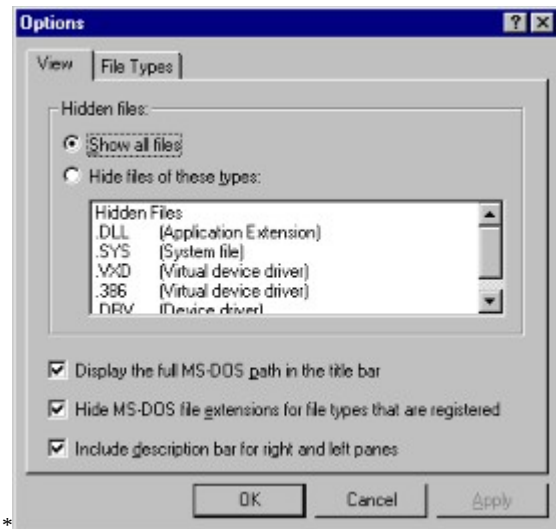 Options
View File Types
Hidden files:
Show all files
Hide files of these types:
Hidden Files
.DLL (Application Extension)
.SYS (System file)
.VXD (Virtual device driver)
.386 (Virtual device driver)
.DRV (Device driver)
Display the full MS-DOS path in the title bar
Hide MS-DOS file extensions for file types that are registered
Include description bar for right and left panes
OK Cancel Apply
*